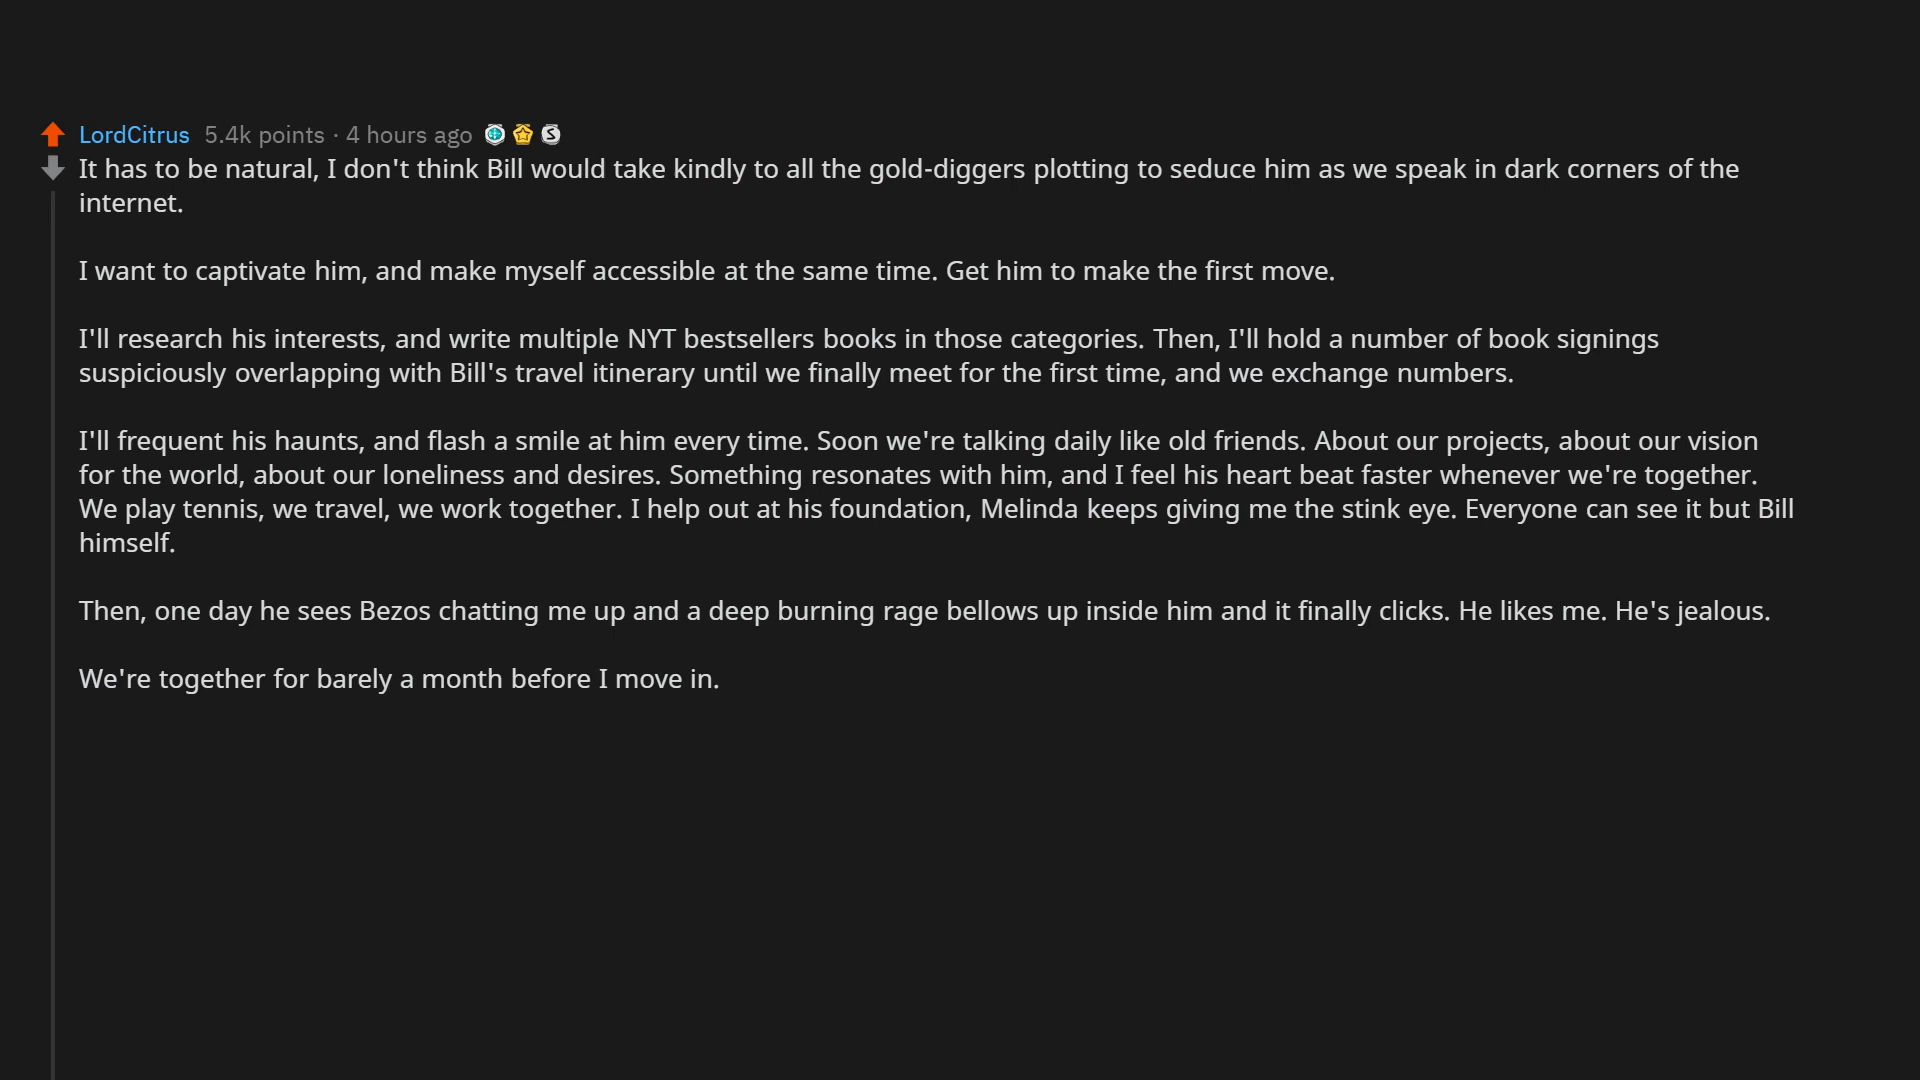 LordCitrus 5.4k points · 4 hours ago
It has to be natural, I don't think Bill would take kindly to all the gold-diggers plotting to seduce him as we speak in dark corners of the
internet.
I want to captivate him, and make myself accessible at the same time. Get him to make the first move.
I'll research his interests, and write multiple NYT bestsellers books in those categories. Then, I'll hold a number of book signings
suspiciously overlapping with Bill's travel itinerary until we finally meet for the first time, and we exchange numbers.
I'll frequent his haunts, and flash a smile at him every time. Soon we're talking daily like old friends. About our projects, about our vision
for the world, about our loneliness and desires. Something resonates with him, and I feel his heart beat faster whenever we're together.
We play tennis, we travel, we work together. I help out at his foundation, Melinda keeps giving me the stink eye. Everyone can see it but Bill
himself.
Then, one day he sees Bezos chatting me up and a deep burning rage bellows up inside him and it finally clicks. He likes me. He's jealous.
We're together for barely a month before I move in.